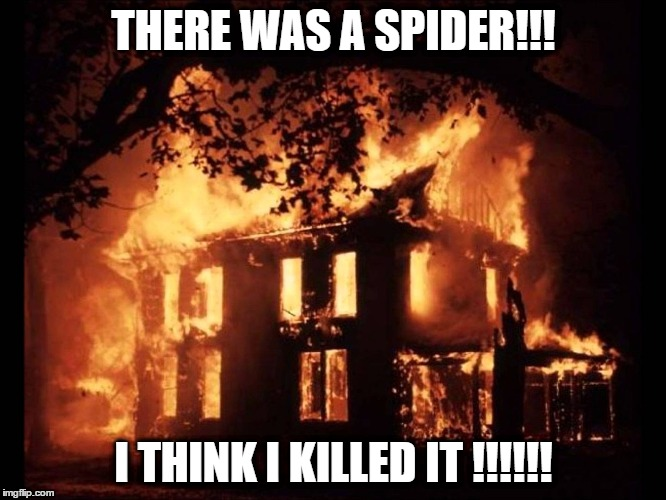 THERE WAS A SPIDER!!!
I THINK I KILLED IT !!!!!!
imgflip.com